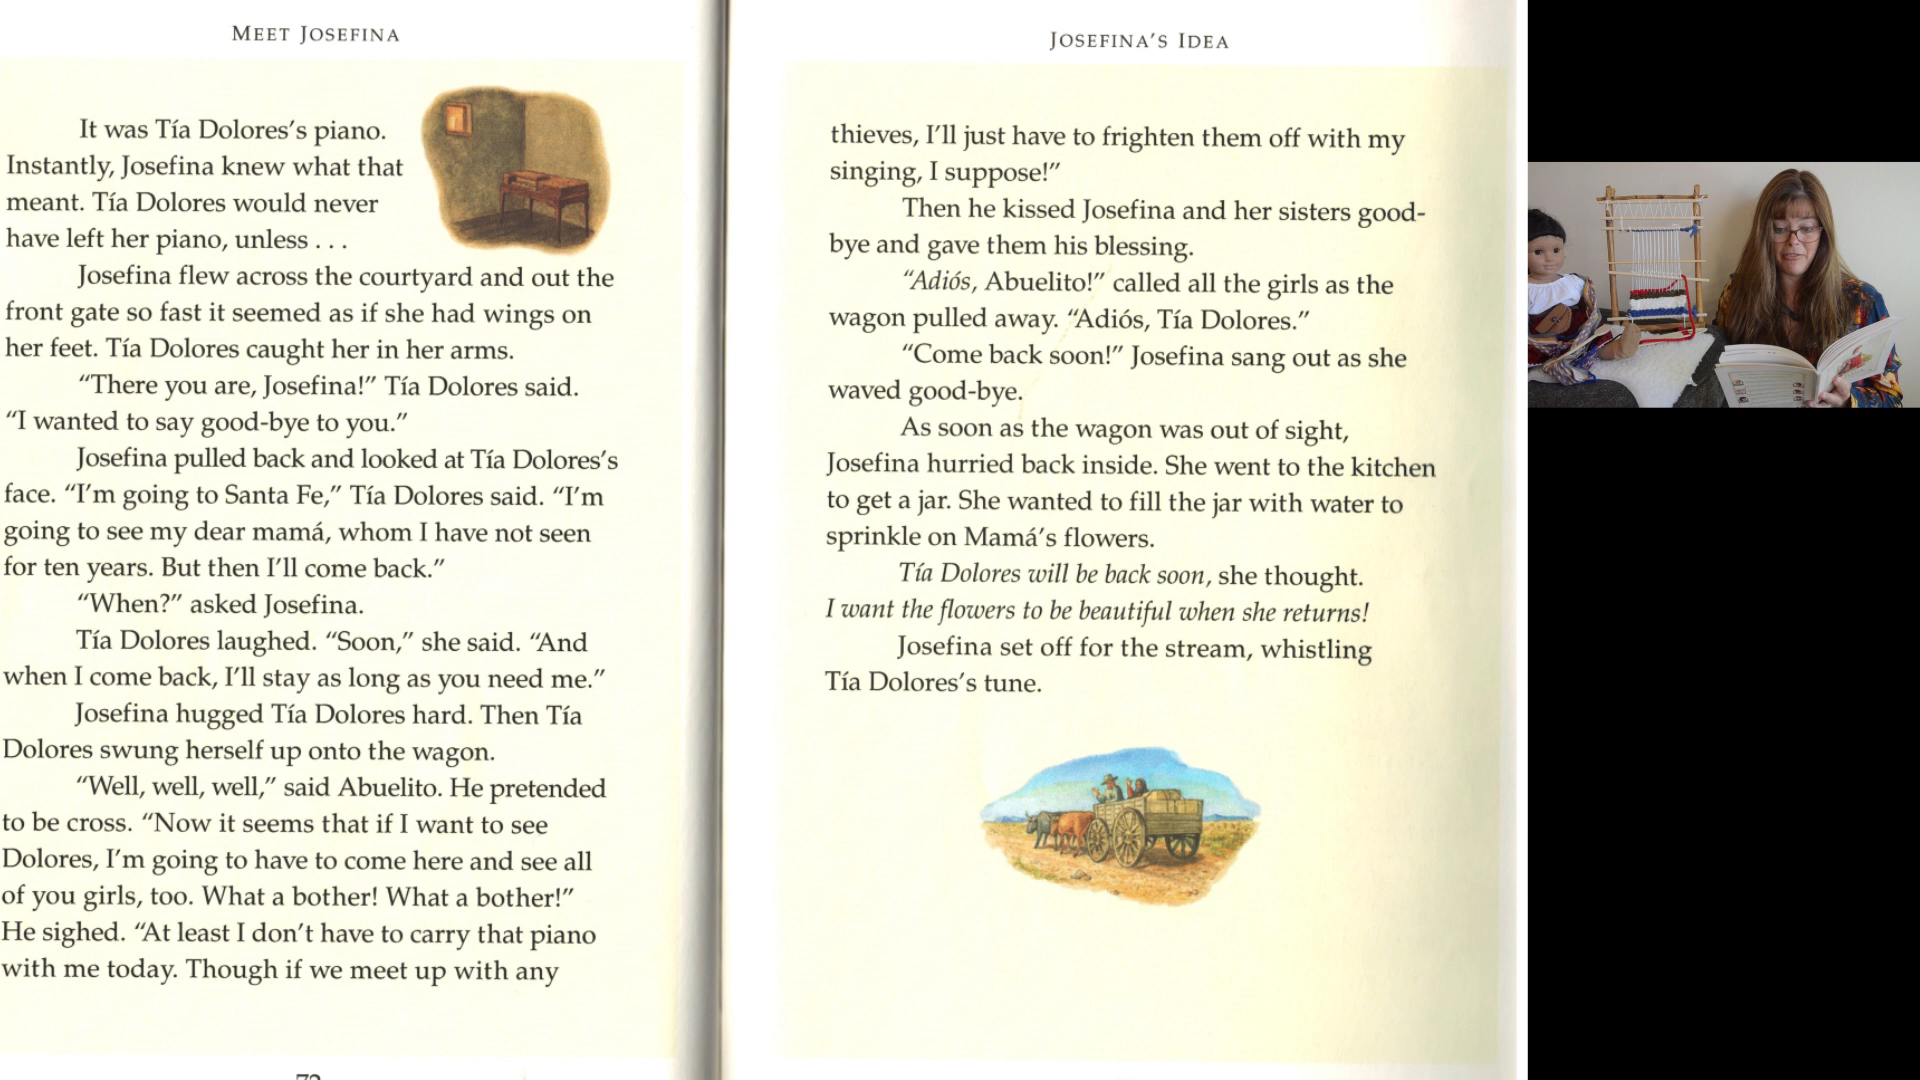 MEET JOSEFINA
It was Tía Dolores's piano.
Instantly, Josefina knew what that
meant. Tía Dolores would never
have left her piano, unless . . .
Josefina flew across the courtyard and out the
front gate so fast it seemed as if she had wings on
her feet. Tía Dolores caught her in her arms.
“There you are, Josefina!” Tía Dolores said.
“I wanted to say good-bye to you.”
Josefina pulled back and looked at Tía Dolores's
face. “I'm going to Santa Fe,” Tía Dolores said. “I'm
going to see my dear mamá, whom I have not seen
for ten years. But then I'll come back.”
“When?” asked Josefina.
Tía Dolores laughed. “Soon,” she said. “And
when I come back, I'll stay as long as you need me.”
Josefina hugged Tía Dolores hard. Then Tía
Dolores swung herself up onto the wagon.
“Well, well, well,” said Abuelito. He pretended
to be cross. “Now it seems that if I want to see
Dolores, I'm going to have to come here and see all
of you girls, too. What a bother! What a bother!”
He sighed. “At least I don't have to carry that piano
with me today. Though if we meet up with any
JOSEFINA'S IDEA
thieves, I'll just have to frighten them off with my
singing, I suppose!”
Then he kissed Josefina and her sisters good-
bye and gave them his blessing.
“Adiós, Abuelito!” called all the girls as the
wagon pulled away. “Adiós, Tía Dolores.”
“Come back soon!” Josefina sang out as she
waved good-bye.
As soon as the wagon was out of sight,
Josefina hurried back inside. She went to the kitchen
to get a jar. She wanted to fill the jar with water to
sprinkle on Mamá's flowers.
Tía Dolores will be back soon, she thought.
I want the flowers to be beautiful when she returns!
Josefina set off for the stream, whistling
Tía Dolores's tune.